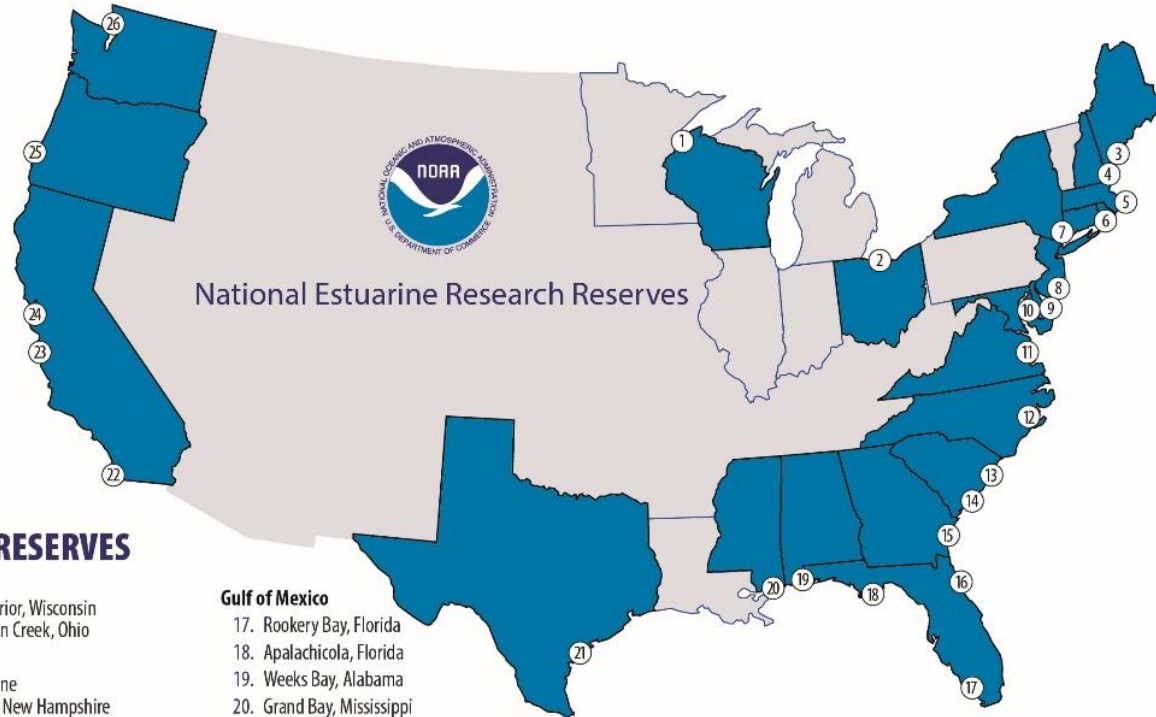 NATIONAL OCEANIC AND ATMOSPHERIC ADMINISTRATION
NOAA
U.S. DEPARTMENT OF COMMERCE
National Estuarine Research Reserves
26
25
24
23
22
1
2
3
4
5
6
7
8
9
10
11
12
13
14
15
16
17
18
19
20
21
RESERVES
Wisconsin
Creek, Ohio
New Hampshire
Gulf of Mexico
17. Rookery Bay, Florida
18. Apalachicola, Florida
19. Weeks Bay, Alabama
20. Grand Bay, Mississippi